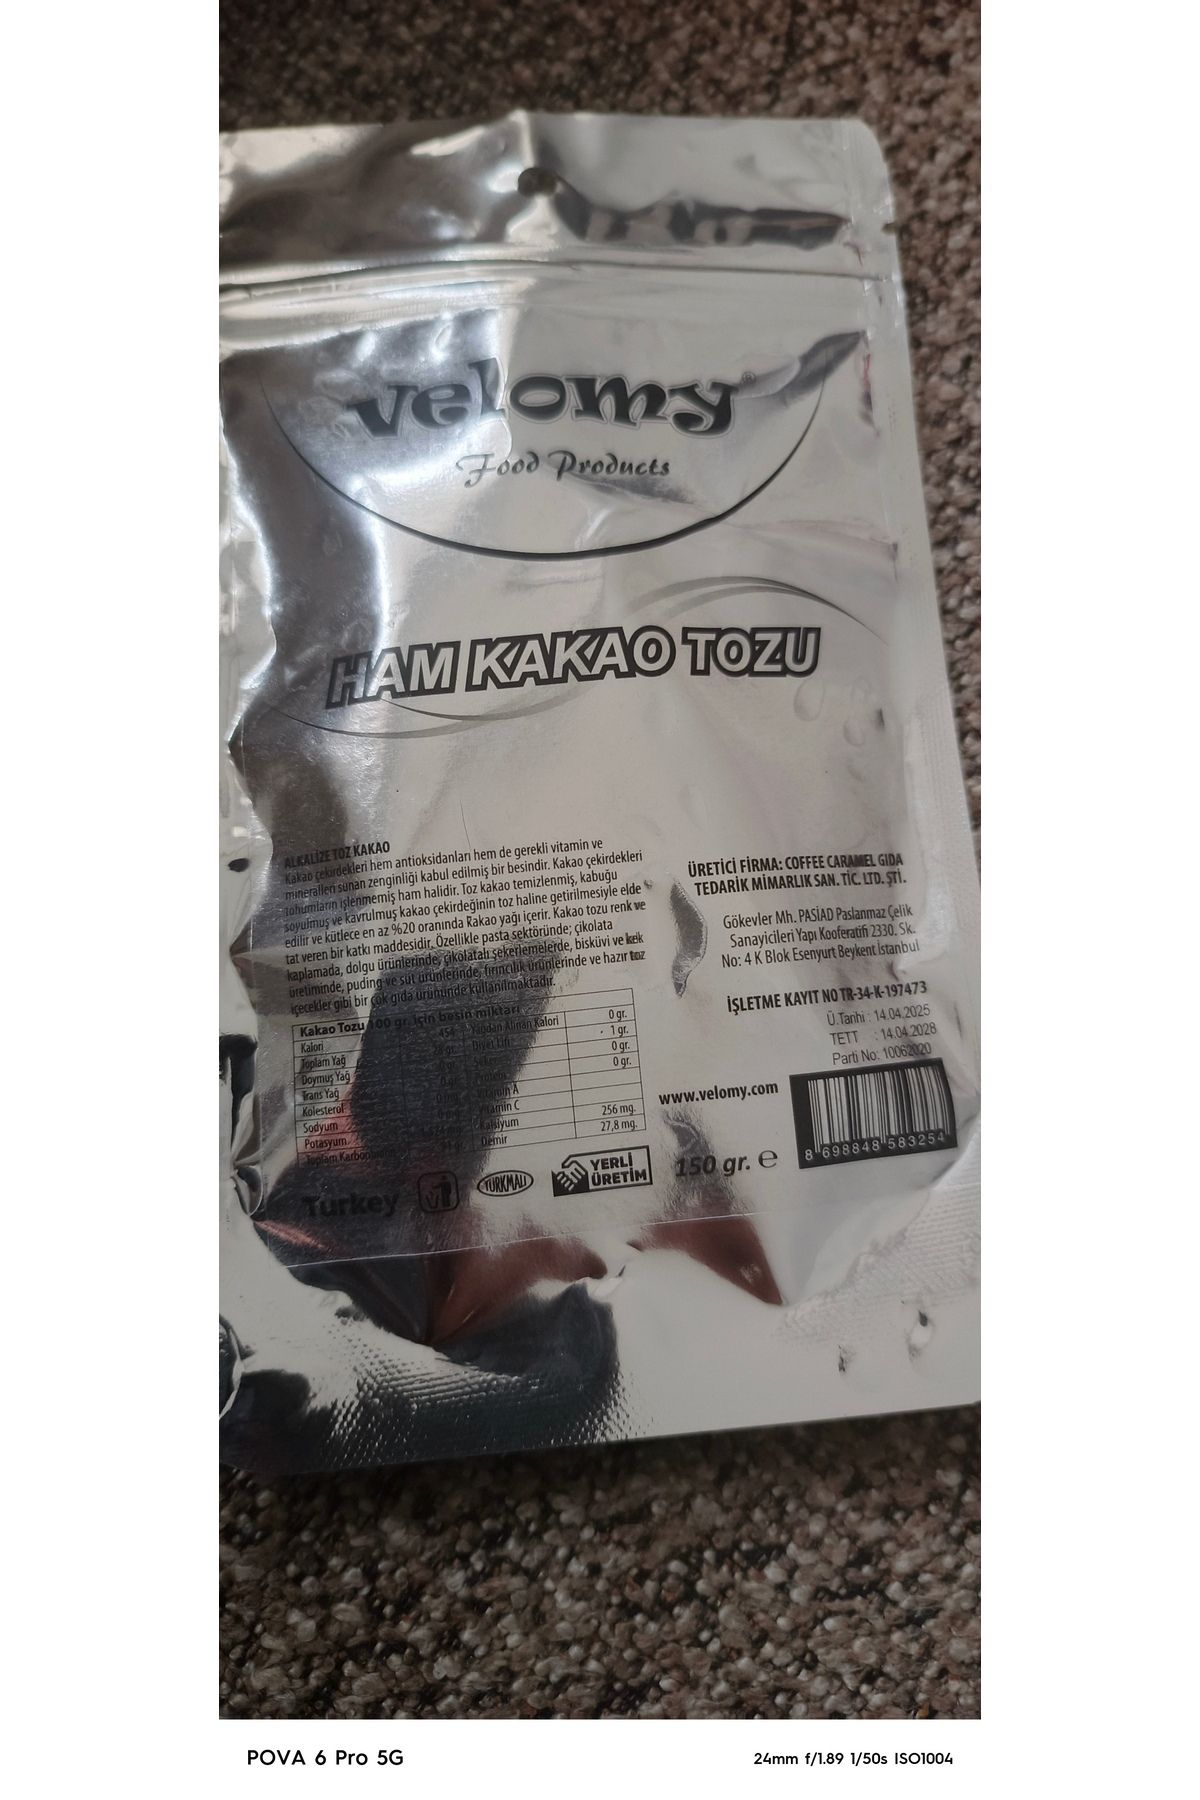 velomy®
Food Products
HAM KAKAO TOZU
ALKALİZE TOZ KAKAO
Kakao çekirdekleri hem antioksidanları hem de gerekli vitamin ve
mineralleri sunan zenginliği kabul edilmiş bir besindir. Kakao çekirdekleri
tohumların işlenmemiş ham halidir. Toz kakao temizlenmiş, kabuğu
soyulmuş ve kavrulmuş kakao çekirdeğinin toz haline getirilmesiyle elde
edilir ve kütlece en az %20 oranında Kakao yağı içerir. Kakao tozu renk ve
tat veren bir katkı maddesidir. Özellikle pasta sektöründe; çikolata
kaplamada, dolgu ürünlerinde, çikolatalı şekerlemelerde, bisküvi ve kek
üretiminde, puding ve süt ürünlerinde, fırıncılık ürünlerinde ve hazır toz
içecekler gibi bir çok gıda ürününde kullanılmaktadır.
Kakao Tozu 100 gr. için besin miktarı
Kalori 454 Yağdan Alınan Kalori 0 gr.
Toplam Yağ Diyet Lifi 1 gr.
Doymuş Yağ 0 gr.
Trans Yağ 0 gr.
Kolesterol Vitamin A
Sodyum Vitamin C
Potasyum Kalsiyum 256 mg.
Toplam Karbonhidrat Demir 27,8 mg.
Turkey
TÜRKMALI
YERLİ
ÜRETİM
150 gr. e
ÜRETİCİ FİRMA: COFFEE CARAMEL GIDA
TEDARİK MİMARLIK SAN. TİC. LTD. ŞTİ.
Gökevler Mh. PASİAD Paslanmaz Çelik
Sanayicileri Yapı Kooferatifi 2330. Sk.
No: 4 K Blok Esenyurt Beykent İstanbul
İŞLETME KAYIT NO TR-34-K-197473
Ü.Tarihi : 14.04.2025
TETT : 14.04.2028
Parti No: 10062020
www.velomy.com
8 698848 583254
POVA 6 Pro 5G
24mm f/1.89 1/50s ISO1004